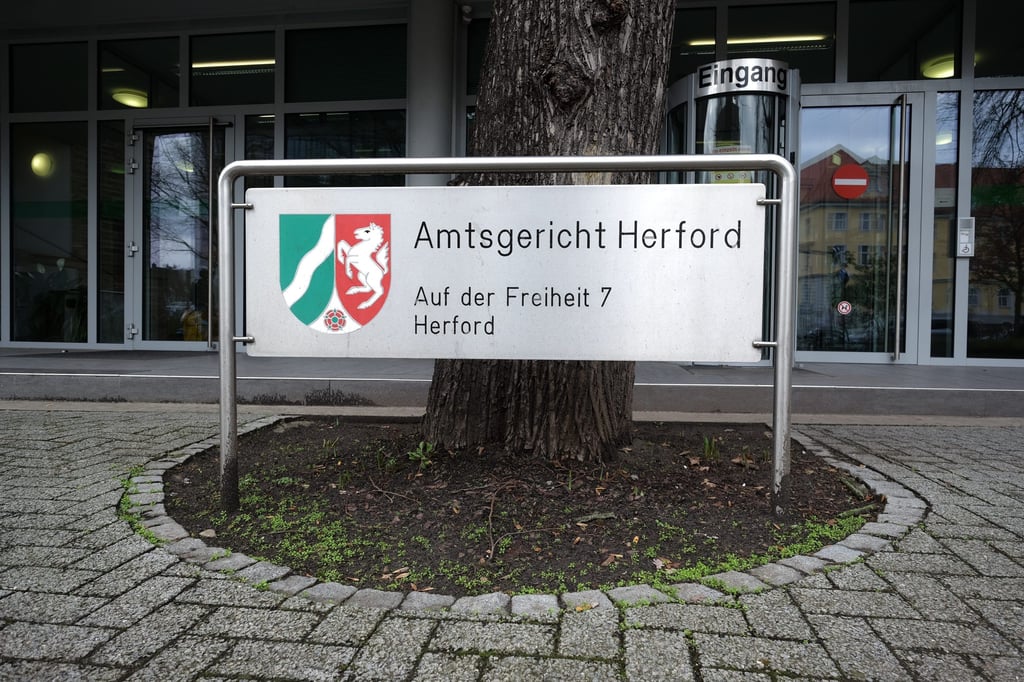 Eingang
Amtsgericht Herford
Auf der Freiheit 7
Herford